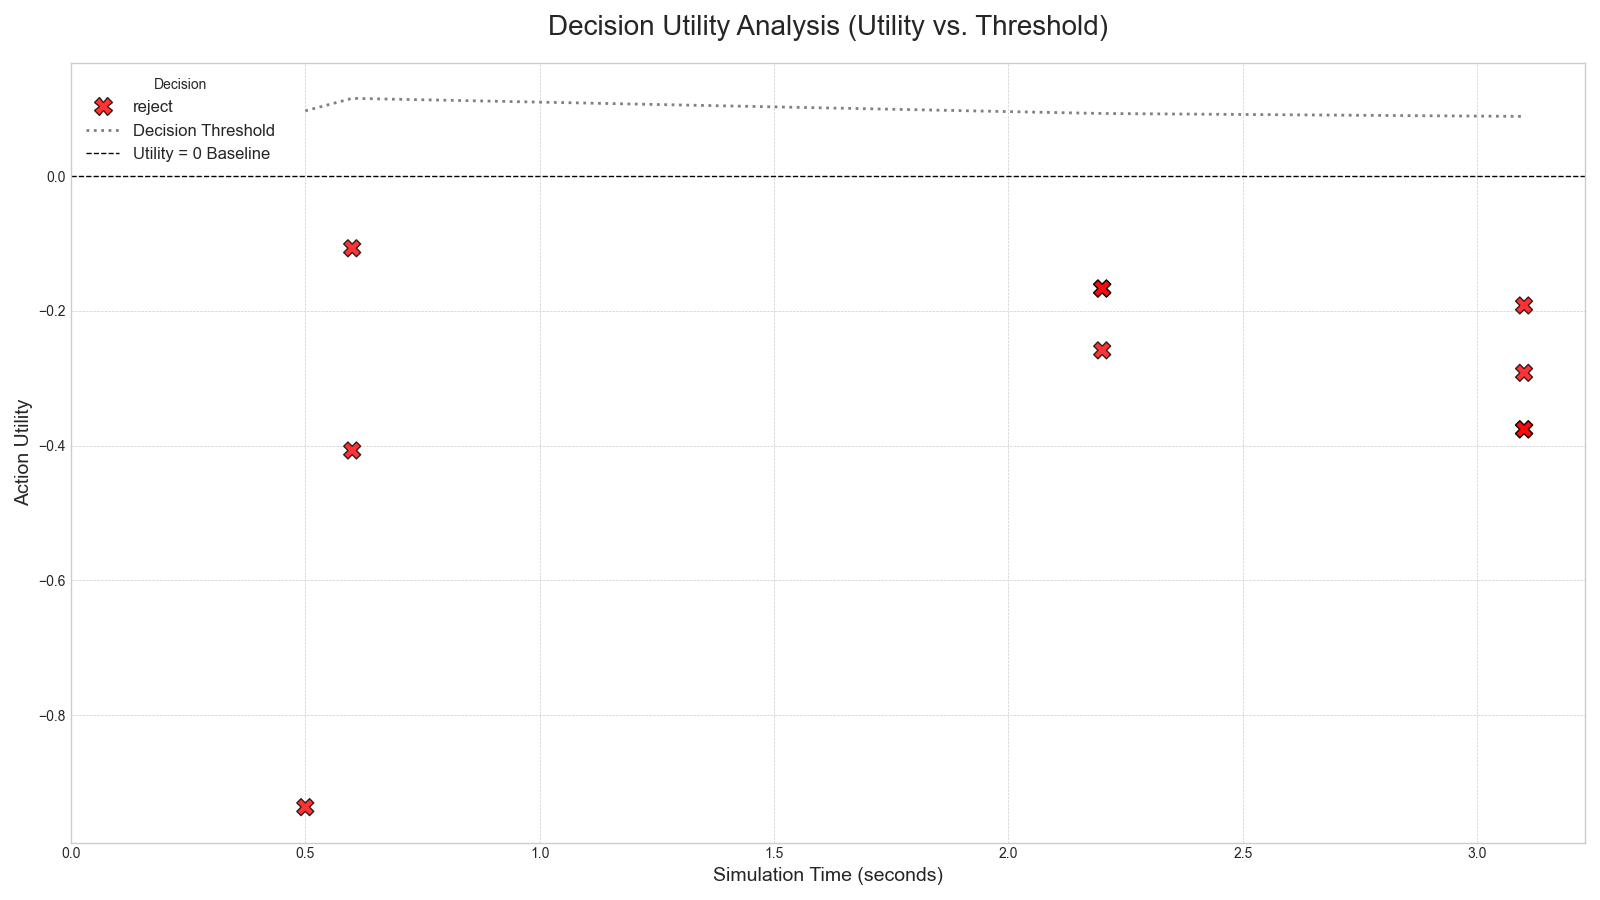 Decision Utility Analysis (Utility vs. Threshold)
Decision
reject
Decision Threshold
Utility = 0 Baseline
0.0
−0.2
−0.4
−0.6
−0.8
Action Utility
0.0 0.5 1.0 1.5 2.0 2.5 3.0
Simulation Time (seconds)